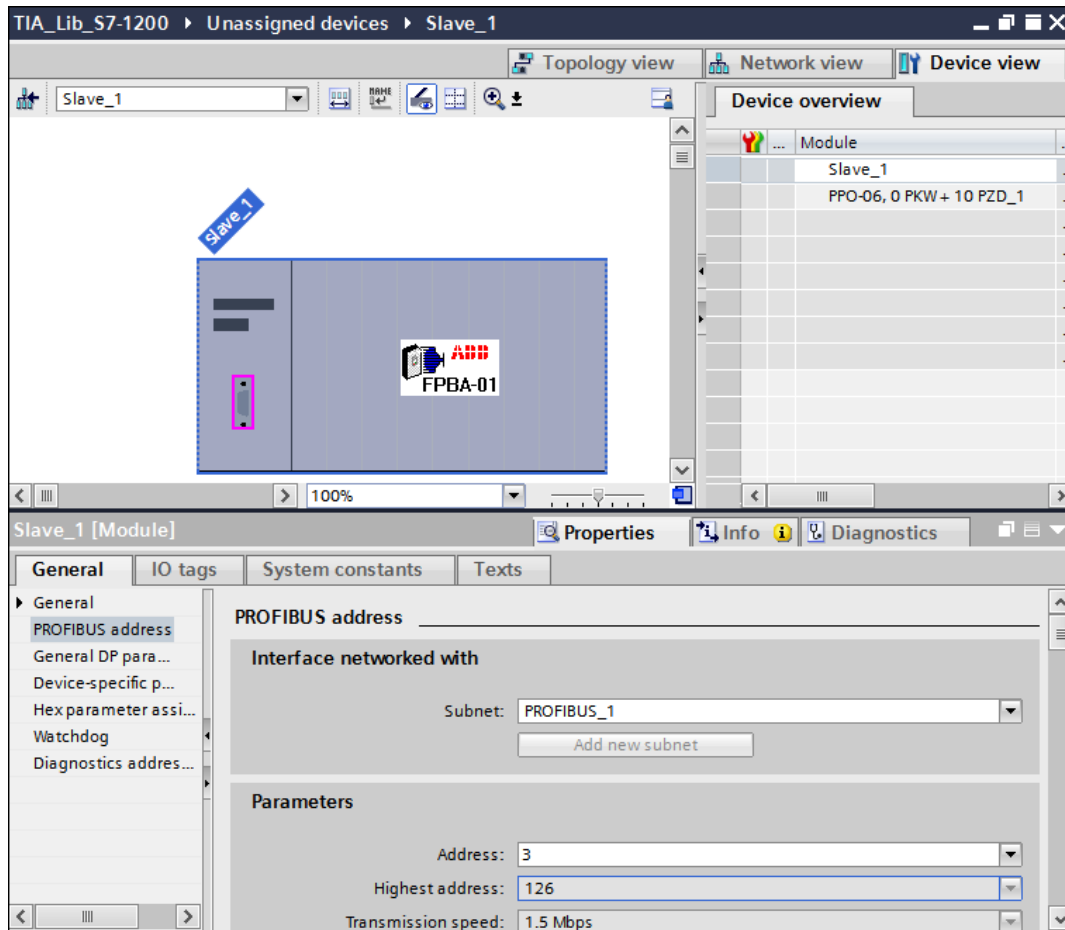 TIA_Lib_S7-1200 ▸ Unassigned devices ▸ Slave_1
Topology view
Network view
Device view
Slave_1
NAME
Device overview
... Module
Slave_1
PPO-06, 0 PKW + 10 PZD_1
Slave_1
ABB
FPBA-01
100%
Slave_1 [Module]
Properties
Info
Diagnostics
General
IO tags
System constants
Texts
General
PROFIBUS address
General DP para...
Device-specific p...
Hex parameter assi...
Watchdog
Diagnostics addres...
PROFIBUS address
Interface networked with
Subnet: PROFIBUS_1
Add new subnet
Parameters
Address: 3
Highest address: 126
Transmission speed: 1.5 Mbps